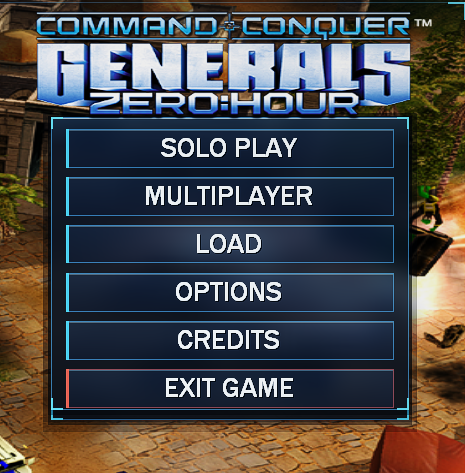 COMMAND & CONQUER™
GENERALS
ZERO:HOUR
SOLO PLAY
MULTIPLAYER
LOAD
OPTIONS
CREDITS
EXIT GAME